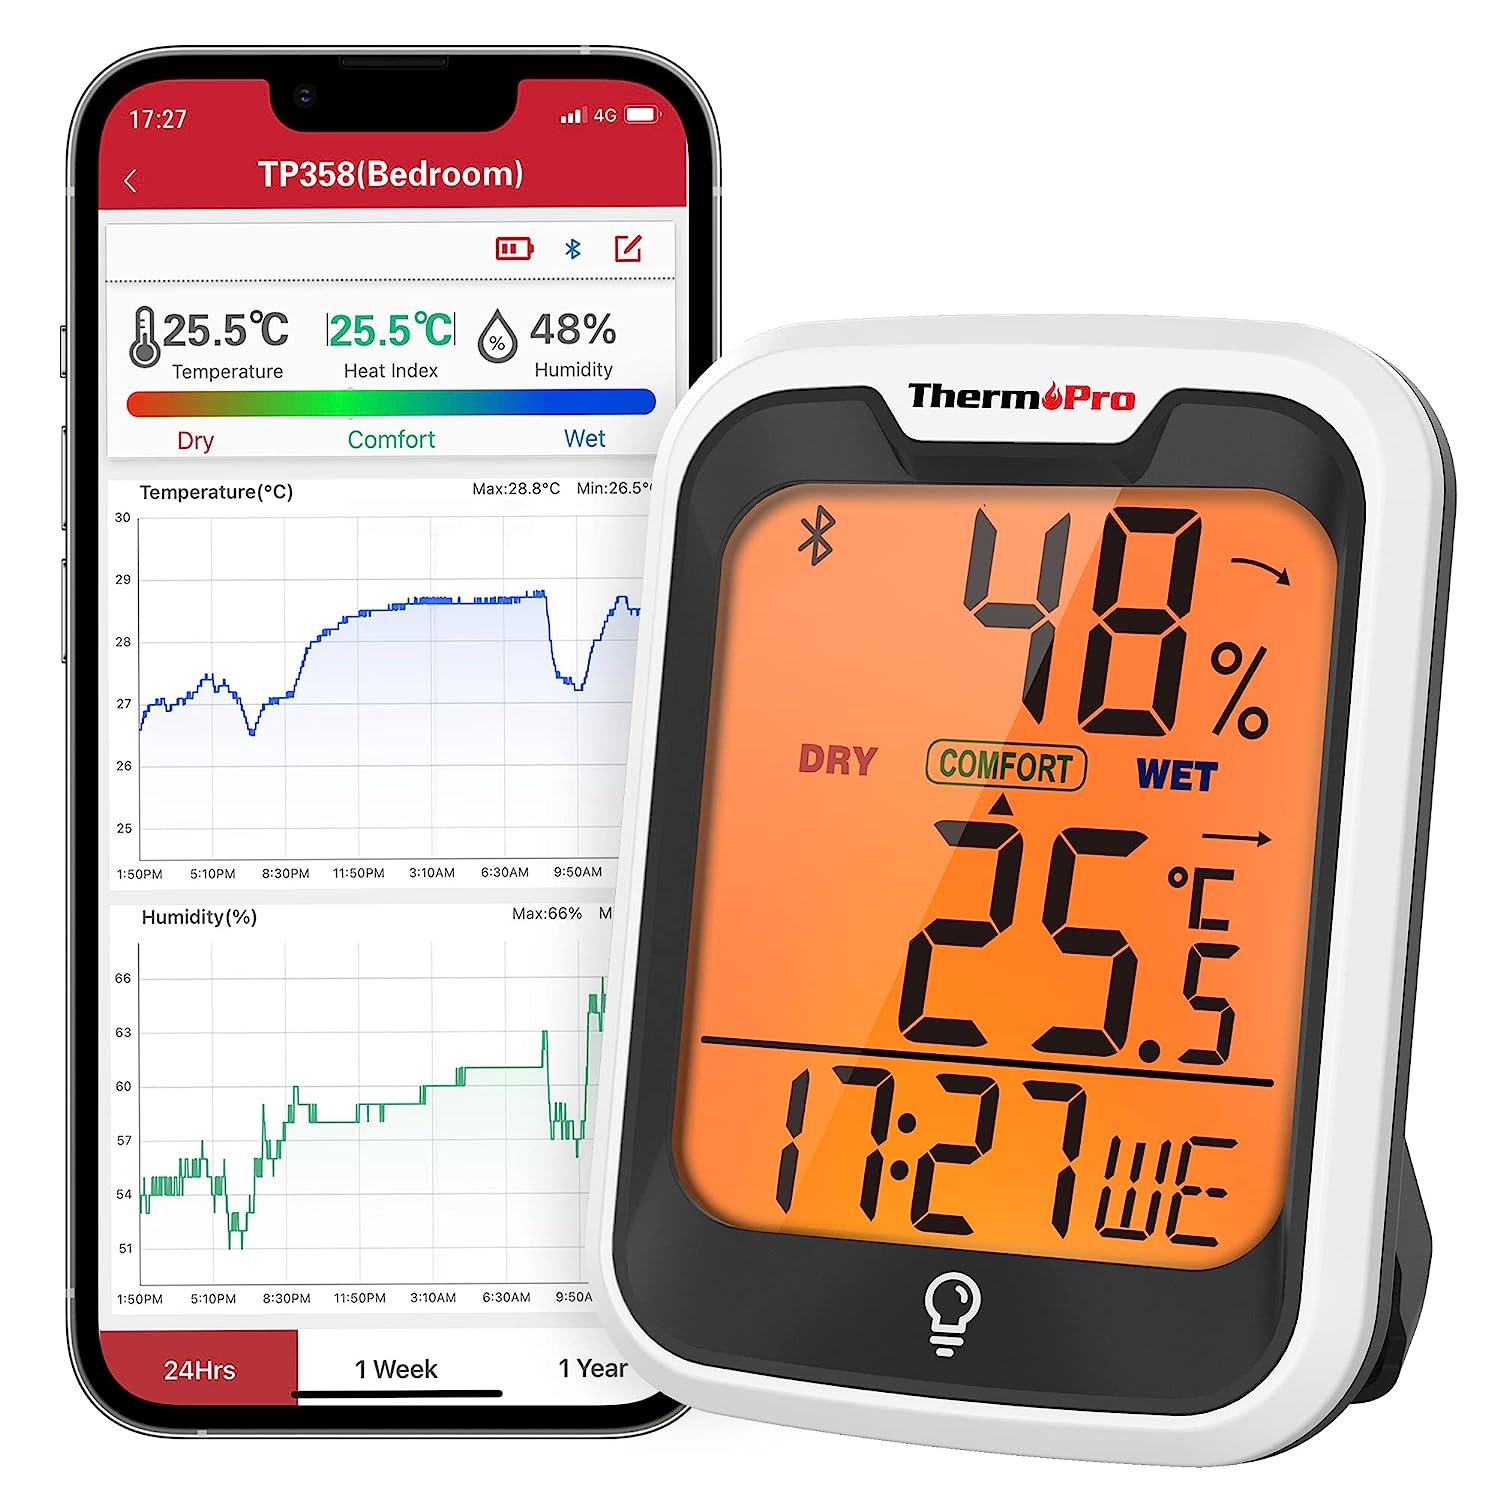 17:27
4G
TP358(Bedroom)
25.5℃
25.5℃
%
48%
Temperature
Heat Index
Humidity
Dry
Comfort
Wet
Temperature(°C)
Max:28.8°C
Min:26.5°
30
29
28
27
26
25
1:50PM
5:10PM
8:30PM
11:50PM
3:10AM
6:30AM
9:50AM
Humidity(%)
Max:66%
66
63
60
57
54
51
1:50PM
5:10PM
8:30PM
11:50PM
3:10AM
6:30AM
9:50A
24Hrs
1 Week
1 Year
ThermoPro
48%
DRY
COMFORT
WET
25.5°C
17:27 WE